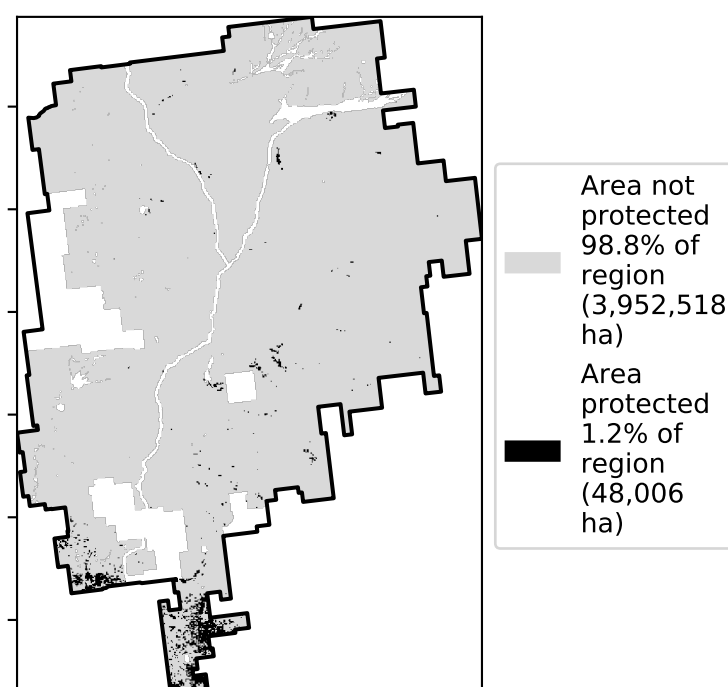 Area not
protected
98.8% of
region
(3,952,518
ha)
Area
protected
1.2% of
region
(48,006
ha)